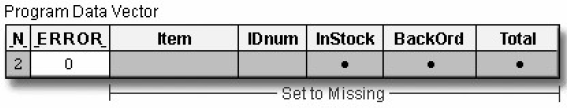 Program Data Vector
_N_ _ERROR_ Item IDnum InStock BackOrd Total
2 0 • • •
Set to Missing